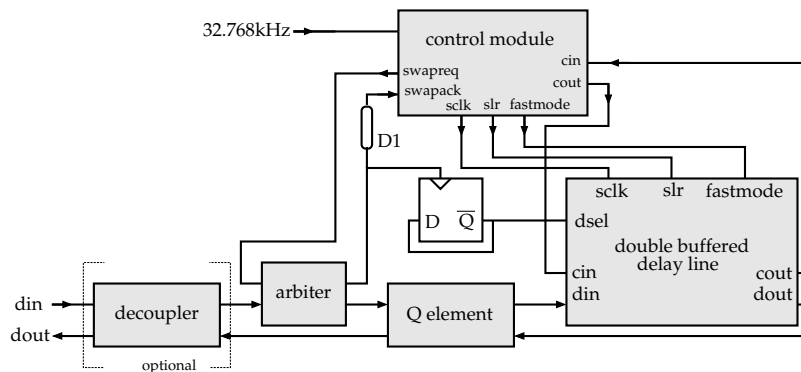 32.768kHz
control module
cin
cout
swapreq
swapack
sclk slr fastmode
D1
D Q̅
sclk slr fastmode
dsel
double buffered
delay line
cin
din
cout
dout
din
dout
decoupler
arbiter
Q element
optional